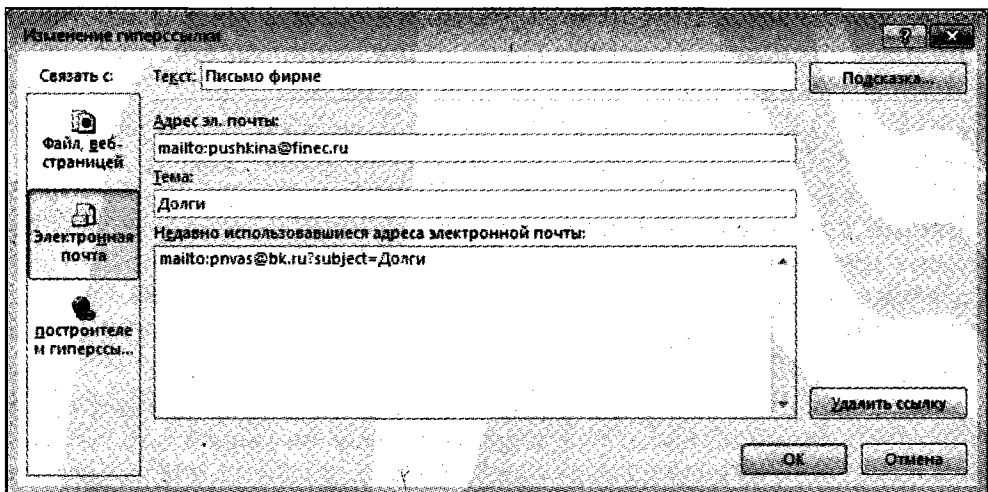 Изменение гиперссылки
Связать с:
Текст: Письмо фирме
Подсказка...
Файл, веб-
страницей
Адрес эл. почты:
mailto:pushkina@finec.ru
Тема:
Долги
Электронная
почта
Недавно использовавшиеся адреса электронной почты:
mailto:pnvas@bk.ru?subject=Долги
построителе
м гиперссы...
Удалить ссылку
ОК
Отмена